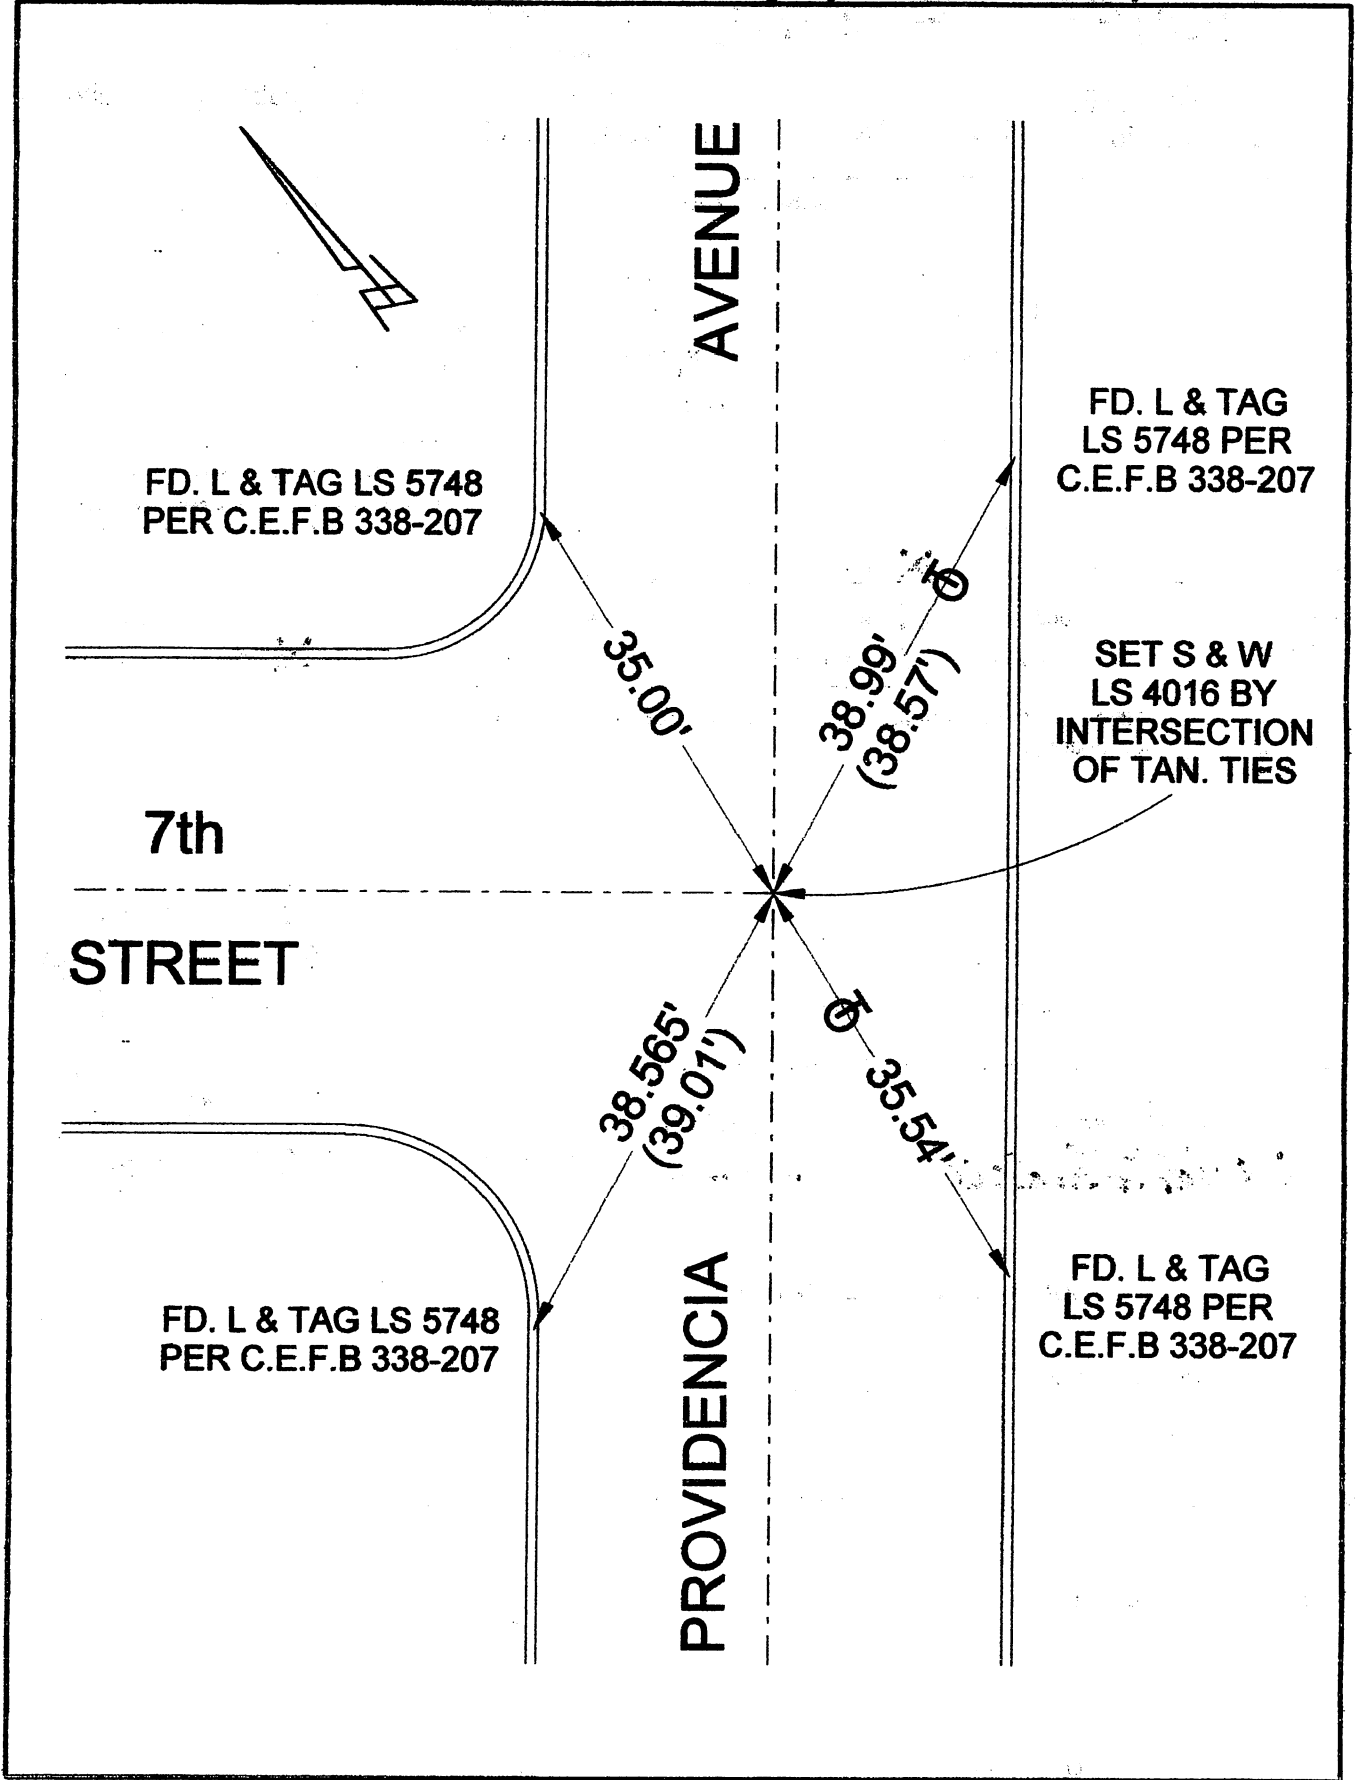 AVENUE
FD. L & TAG
LS 5748 PER
C.E.F.B 338-207
FD. L & TAG LS 5748
PER C.E.F.B 338-207
35.00'
38.99'
(38.57')
SET S & W
LS 4016 BY
INTERSECTION
OF TAN. TIES
7th
STREET
38.565'
(39.01')
35.54'
PROVIDENCIA
FD. L & TAG
LS 5748 PER
C.E.F.B 338-207
FD. L & TAG LS 5748
PER C.E.F.B 338-207